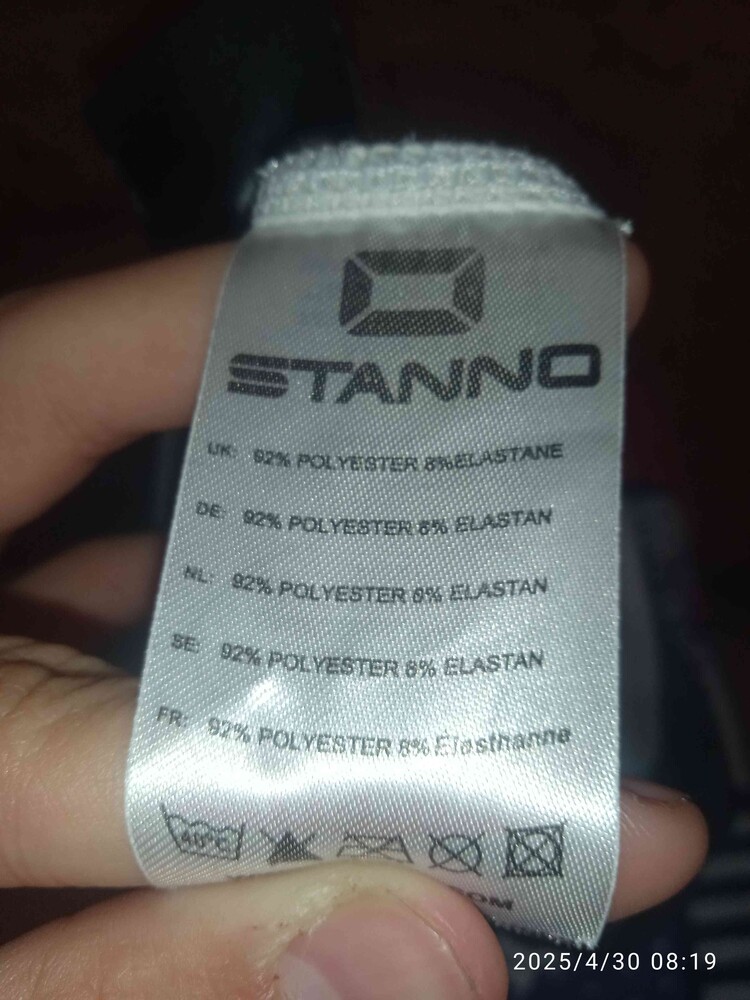 STANNO
UK: 92% POLYESTER 8%ELASTANE
DE: 92% POLYESTER 8% ELASTAN
NL: 92% POLYESTER 8% ELASTAN
SE: 92% POLYESTER 8% ELASTAN
FR: 92% POLYESTER 8% Elasthanne
40°C
2025/4/30 08:19